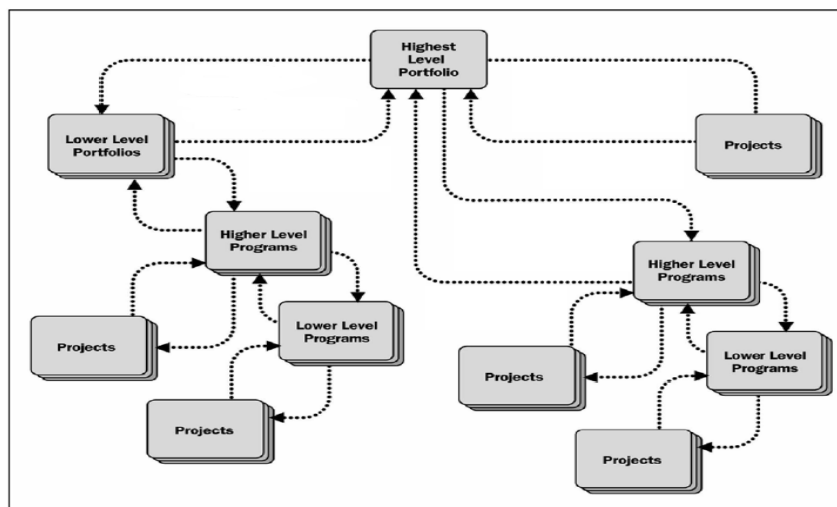 Highest
Level
Portfolio
Lower Level
Portfolios
Projects
Higher Level
Programs
Higher Level
Programs
Projects
Lower Level
Programs
Projects
Lower Level
Programs
Projects
Projects